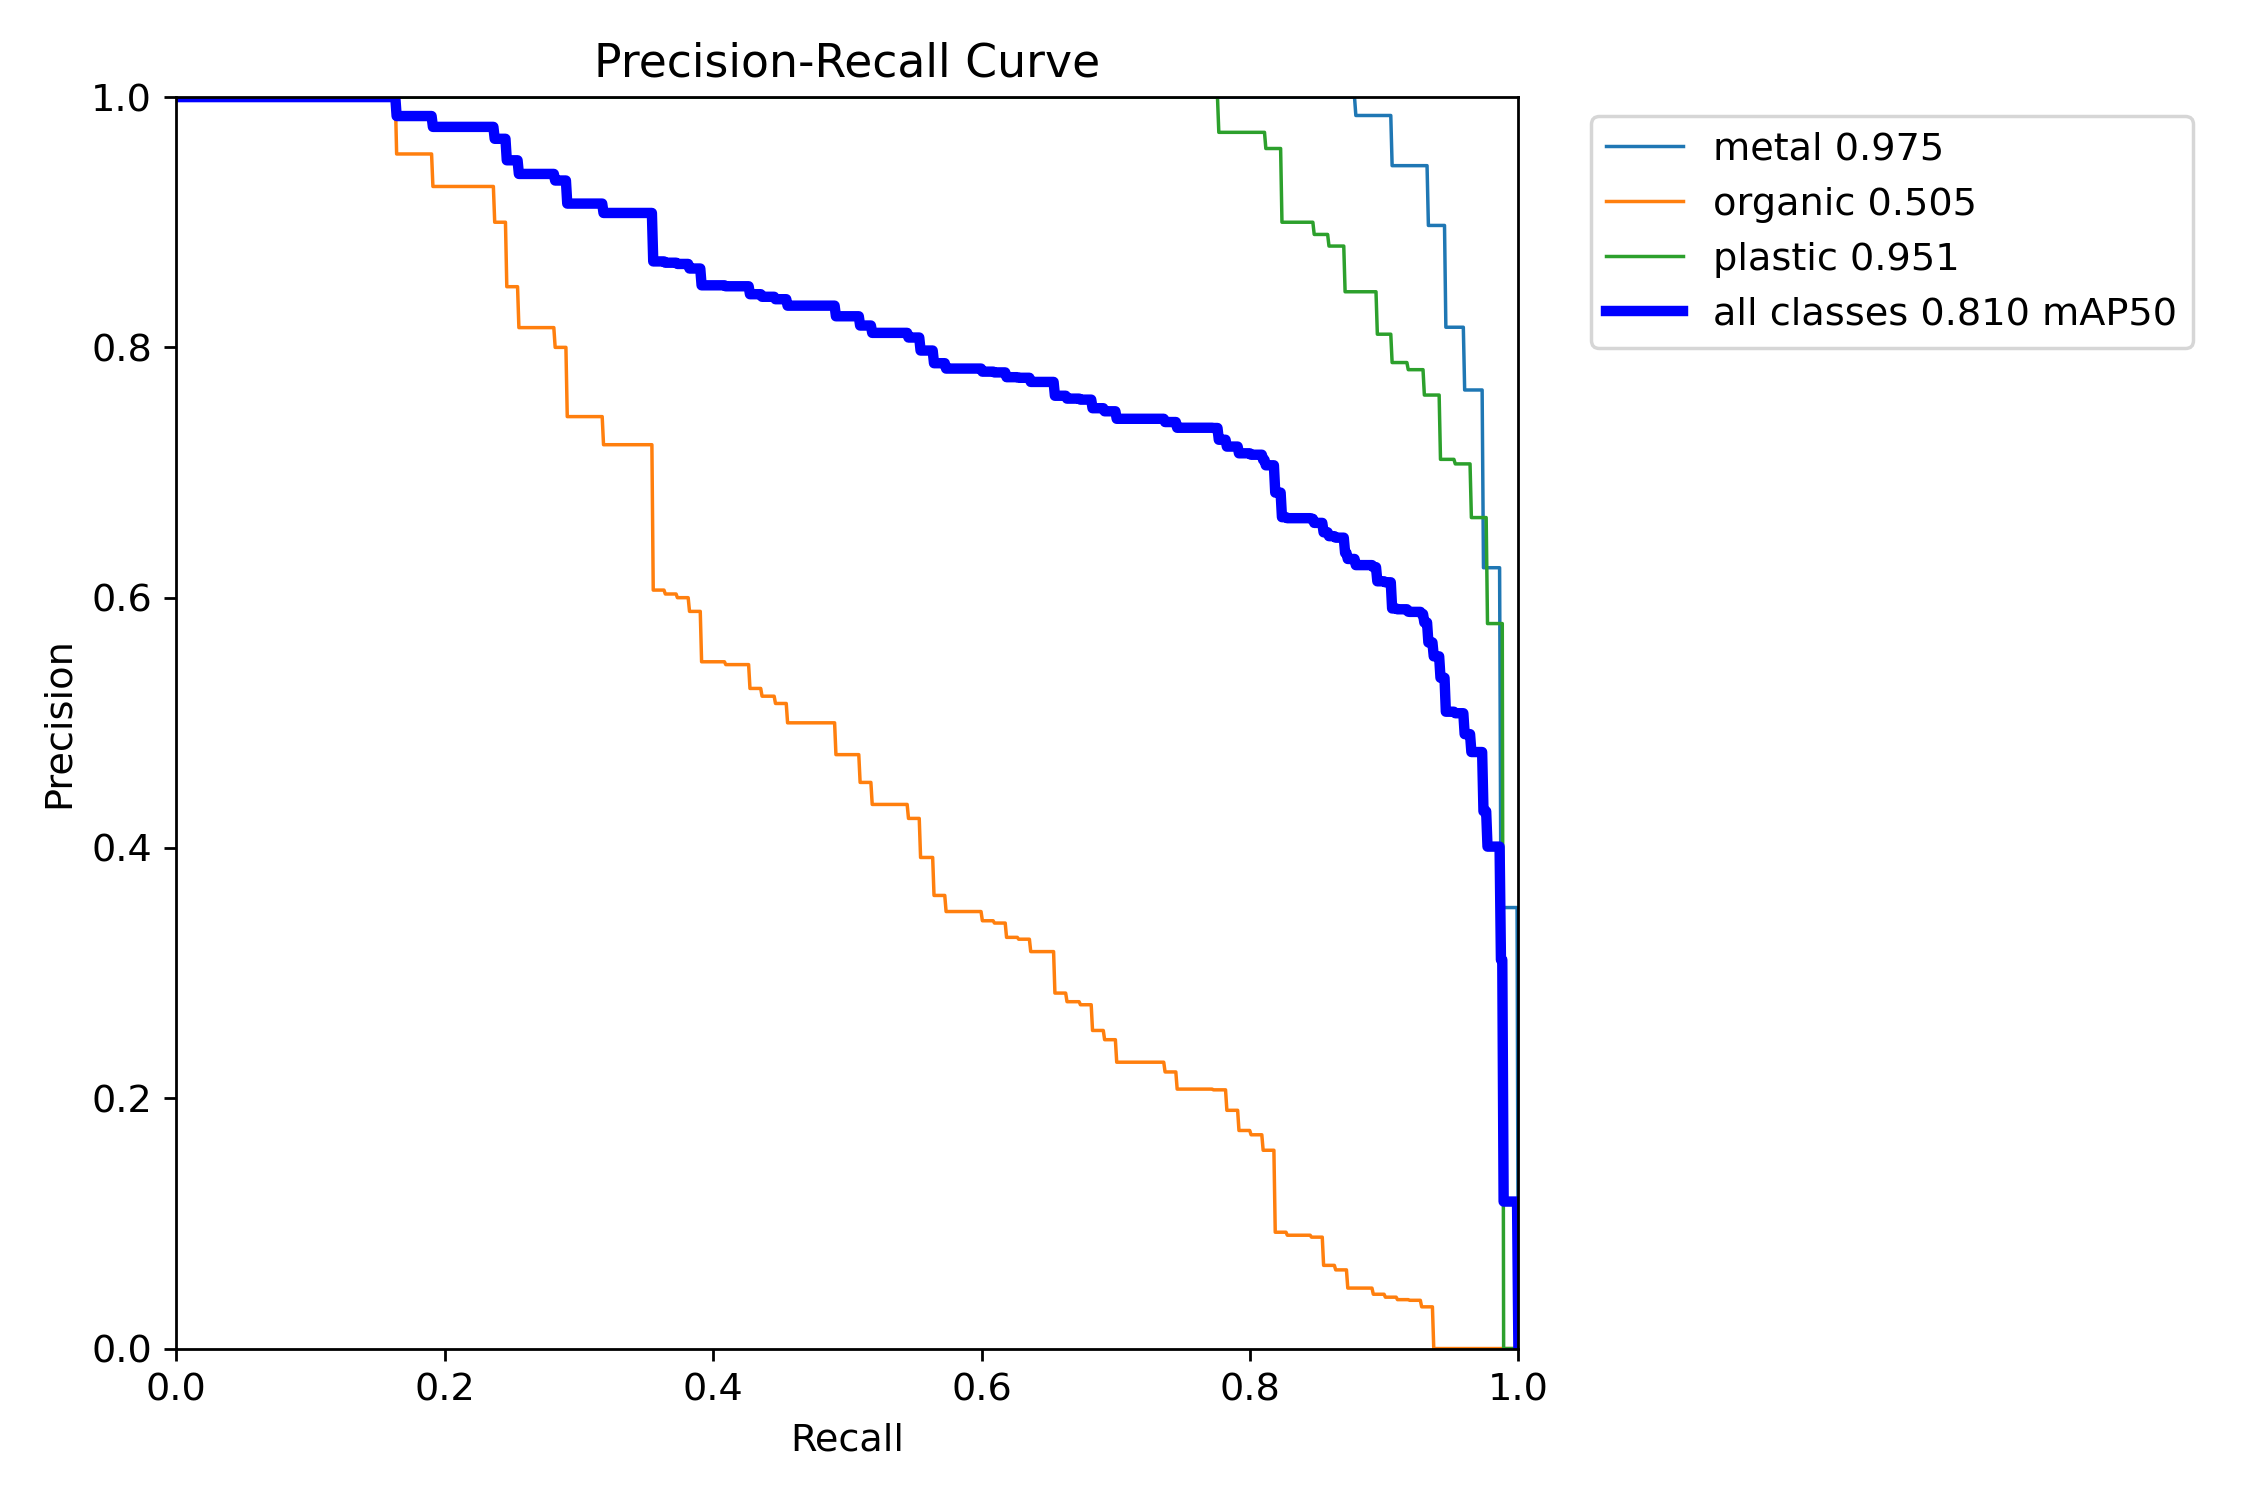 Precision-Recall Curve
metal 0.975
organic 0.505
plastic 0.951
all classes 0.810 mAP50
1.0
0.8
0.6
0.4
0.2
0.0
Precision
0.0 0.2 0.4 0.6 0.8 1.0
Recall